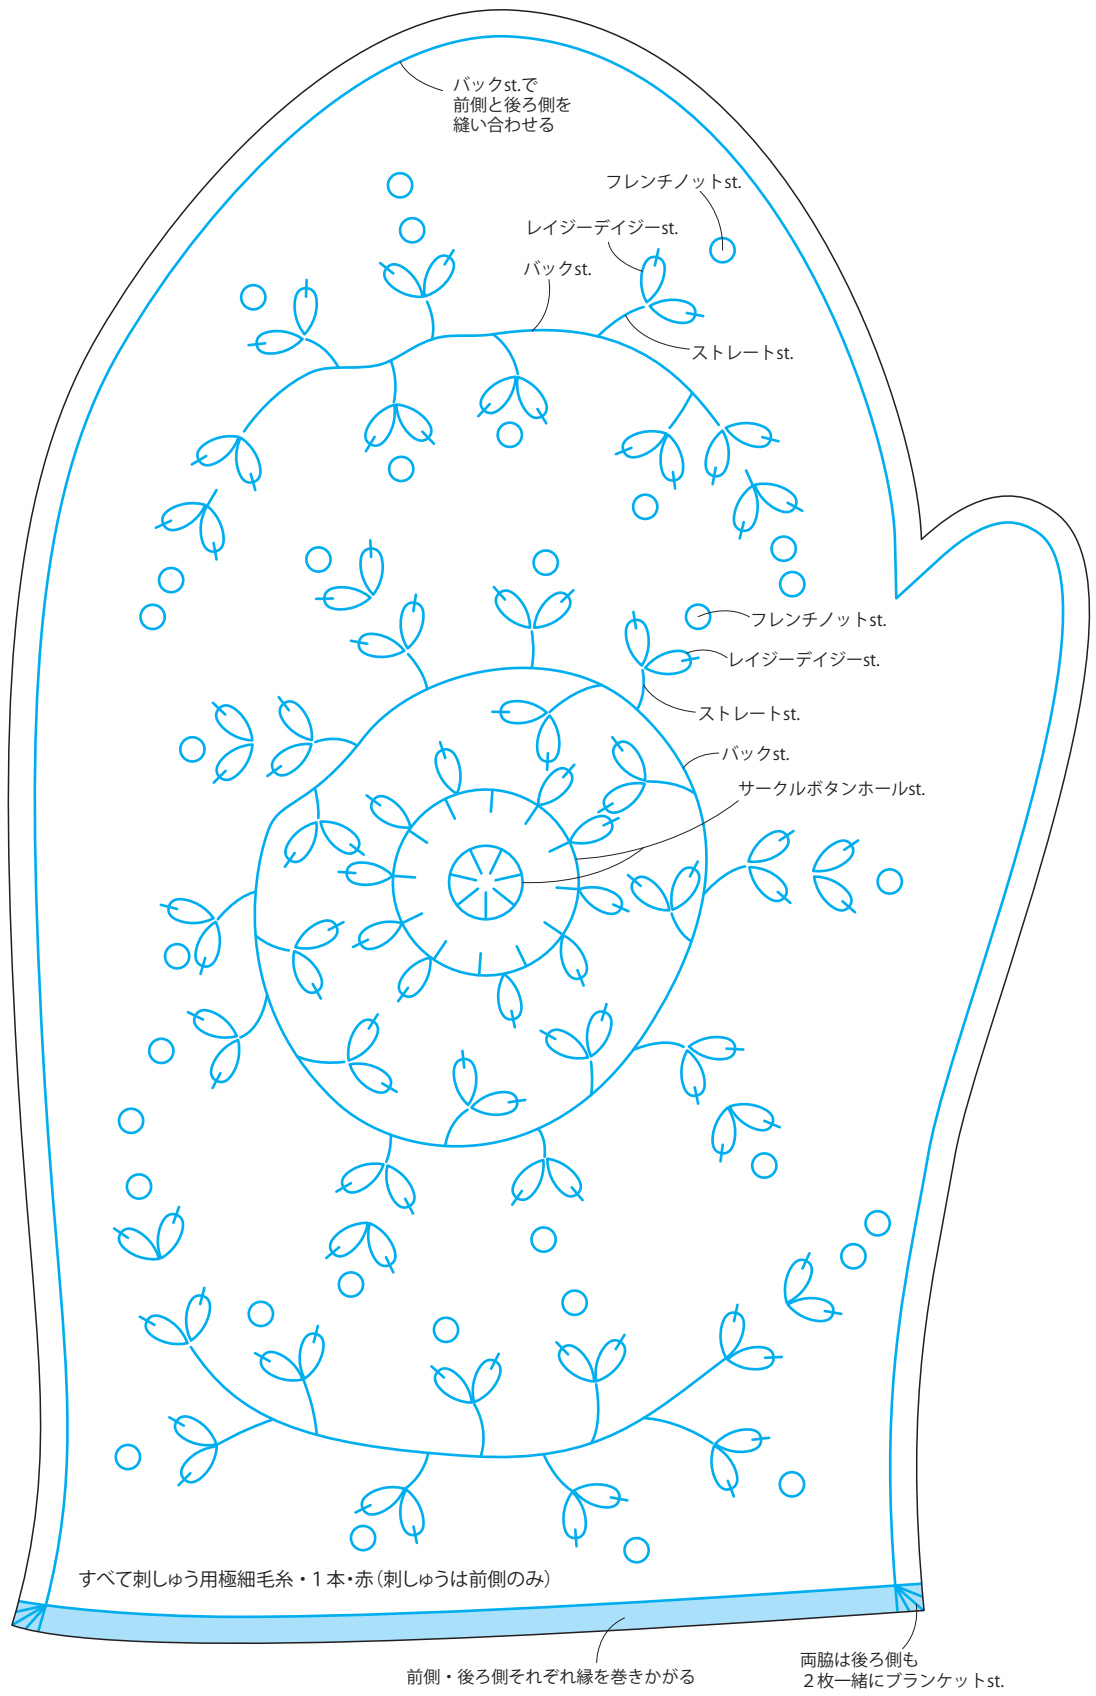 バックst.で
前側と後ろ側を
縫い合わせる
フレンチノットst.
レイジーデイジーst.
バックst.
ストレートst.
フレンチノットst.
レイジーデイジーst.
ストレートst.
バックst.
サークルボタンホールst.
すべて刺しゅう用極細毛糸・1本・赤（刺しゅうは前側のみ）
前側・後ろ側それぞれ縁を巻きかがる
両脇は後ろ側も
２枚一緒にブランケットst.